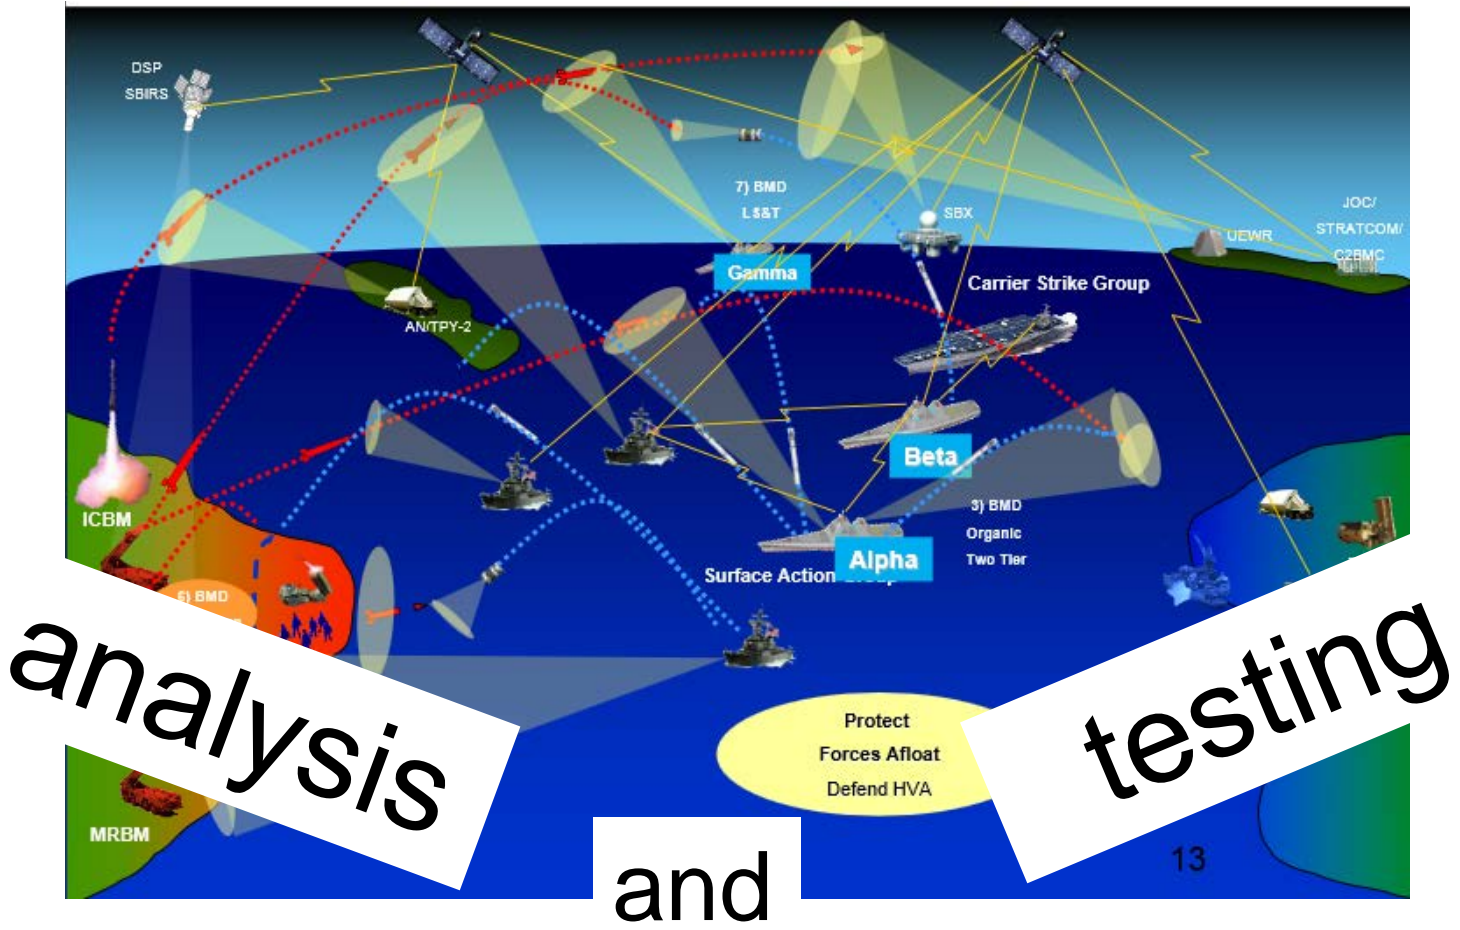 DSP
SBIRS
7) BMD
LS&T
SBX
JOC/
STRATCOM/
C2BMC
UEWR
Gamma
Carrier Strike Group
AN/TPY-2
Beta
ICBM
3) BMD
Organic
Two Tier
Alpha
Surface Action
6) BMD
analysis
testing
Protect
Forces Afloat
Defend HVA
MRBM
13
and